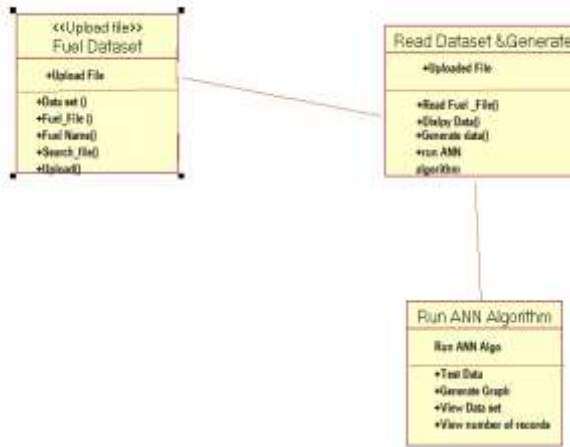 <<Upload file>>
Fuel Dataset
+Upload File
+Data set ()
+Fuel_File ()
+Fuel Name()
+Search_file()
+Upload()
Read Dataset &Generate
+Uploaded File
+Read Fuel _File()
+Dislpy Data()
+Generate data()
+run ANN
algorithm
Run ANN Algorithm
Run ANN Algo
+Test Data
+Generate Graph
+View Data set
+View number of records